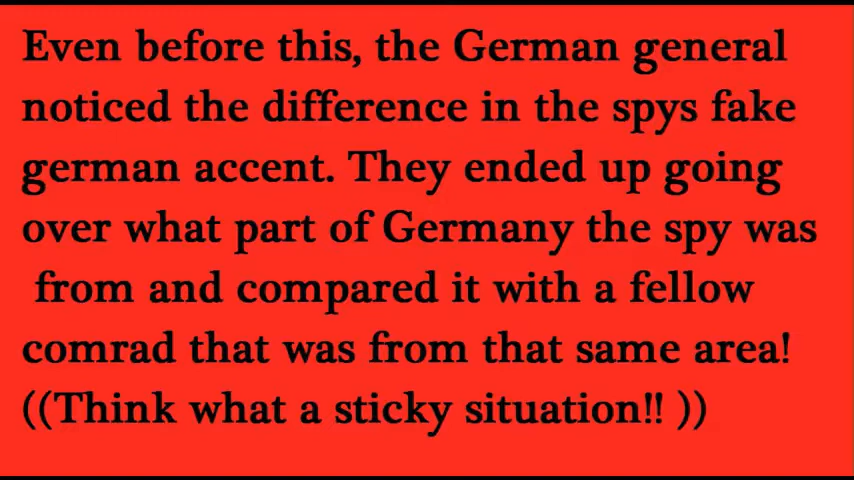 Even before this, the German general
noticed the difference in the spys fake
german accent. They ended up going
over what part of Germany the spy was
from and compared it with a fellow
comrad that was from that same area!
((Think what a sticky situation!! ))